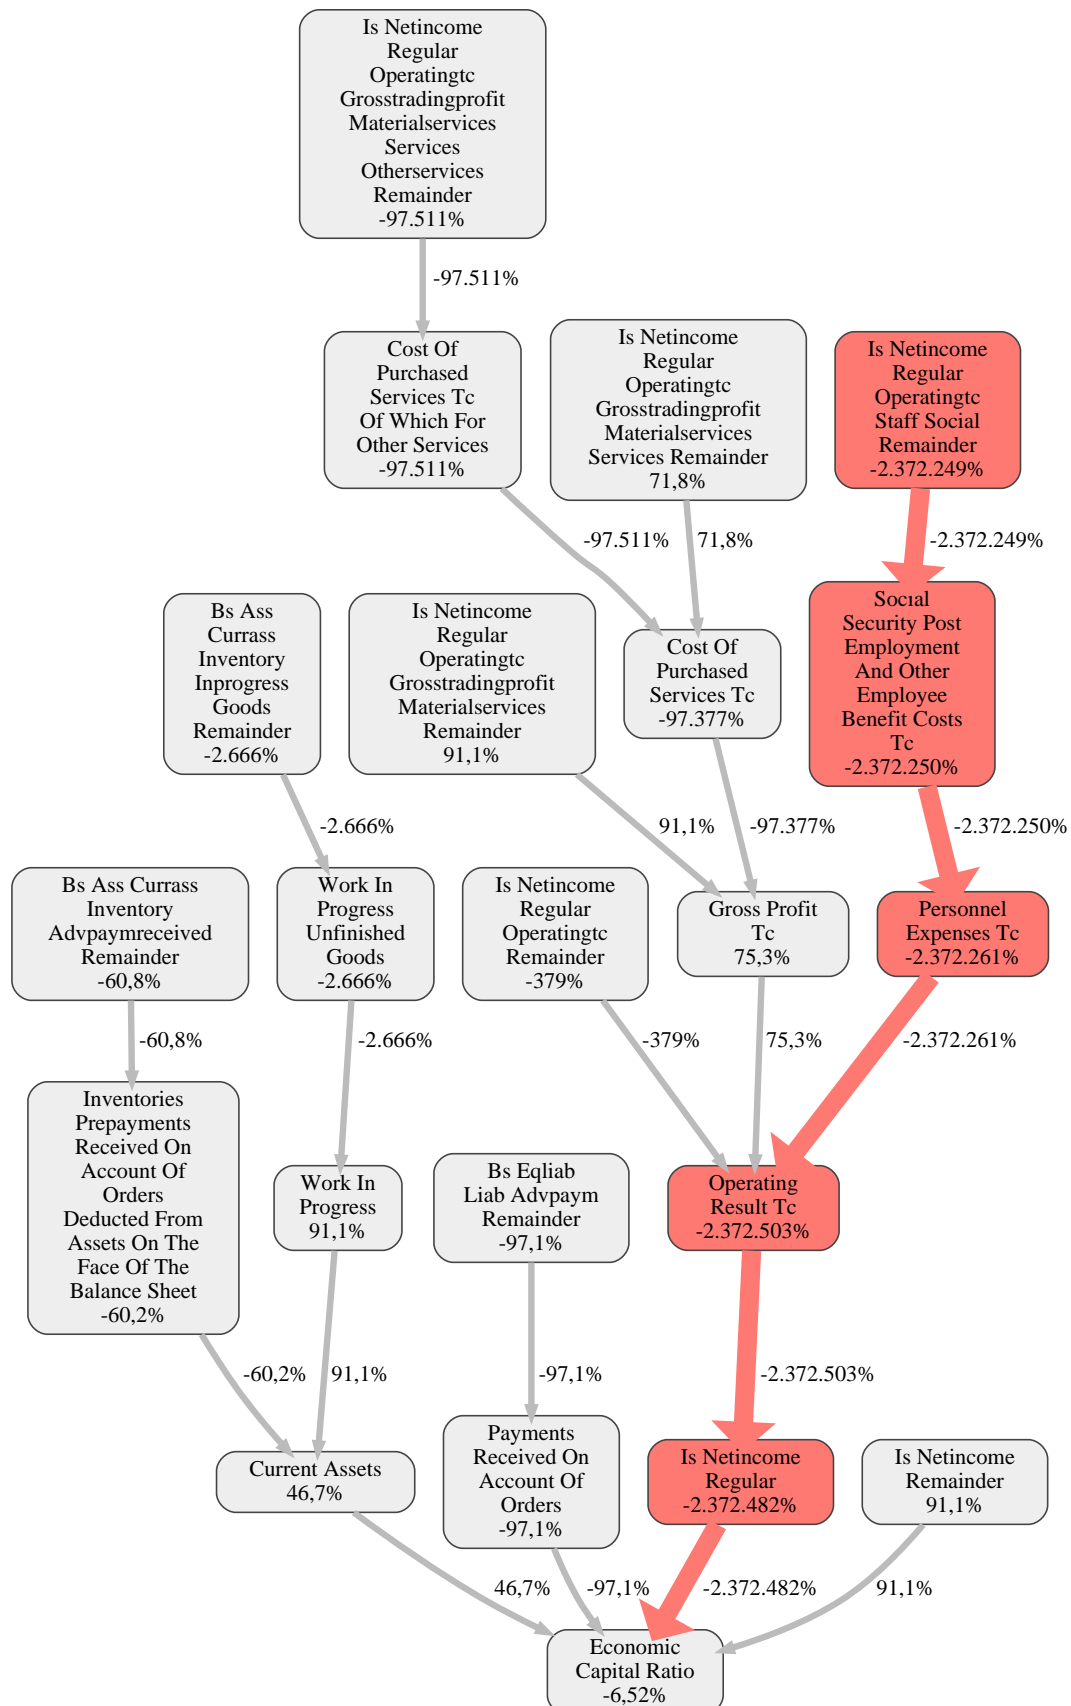 Is Netincome
Regular
Operatingtc
Grosstradingprofit
Materialservices
Services
Otherservices
Remainder
-97.511%
-97.511%
Cost Of
Purchased
Services Tc
Of Which For
Other Services
-97.511%
Is Netincome
Regular
Operatingtc
Grosstradingprofit
Materialservices
Services Remainder
71,8%
Is Netincome
Regular
Operatingtc
Staff Social
Remainder
-2.372.249%
-97.511%
71,8%
-2.372.249%
Bs Ass
Currass
Inventory
Inprogress
Goods
Remainder
-2.666%
Is Netincome
Regular
Operatingtc
Grosstradingprofit
Materialservices
Remainder
91,1%
Cost Of
Purchased
Services Tc
-97.377%
Social
Security Post
Employment
And Other
Employee
Benefit Costs
Tc
-2.372.250%
-2.666%
91,1%
-97.377%
-2.372.250%
Bs Ass Currass
Inventory
Advpaymreceived
Remainder
-60,8%
Work In
Progress
Unfinished
Goods
-2.666%
Is Netincome
Regular
Operatingtc
Remainder
-379%
Gross Profit
Tc
75,3%
Personnel
Expenses Tc
-2.372.261%
-60,8%
-2.666%
-379%
75,3%
-2.372.261%
Inventories
Prepayments
Received On
Account Of
Orders
Deducted From
Assets On The
Face Of The
Balance Sheet
-60,2%
Work In
Progress
91,1%
Bs Eqliab
Liab Advpaym
Remainder
-97,1%
Operating
Result Tc
-2.372.503%
-60,2%
91,1%
-97,1%
-2.372.503%
Current Assets
46,7%
Payments
Received On
Account Of
Orders
-97,1%
Is Netincome
Regular
-2.372.482%
Is Netincome
Remainder
91,1%
46,7%
-97,1%
-2.372.482%
91,1%
Economic
Capital Ratio
-6,52%